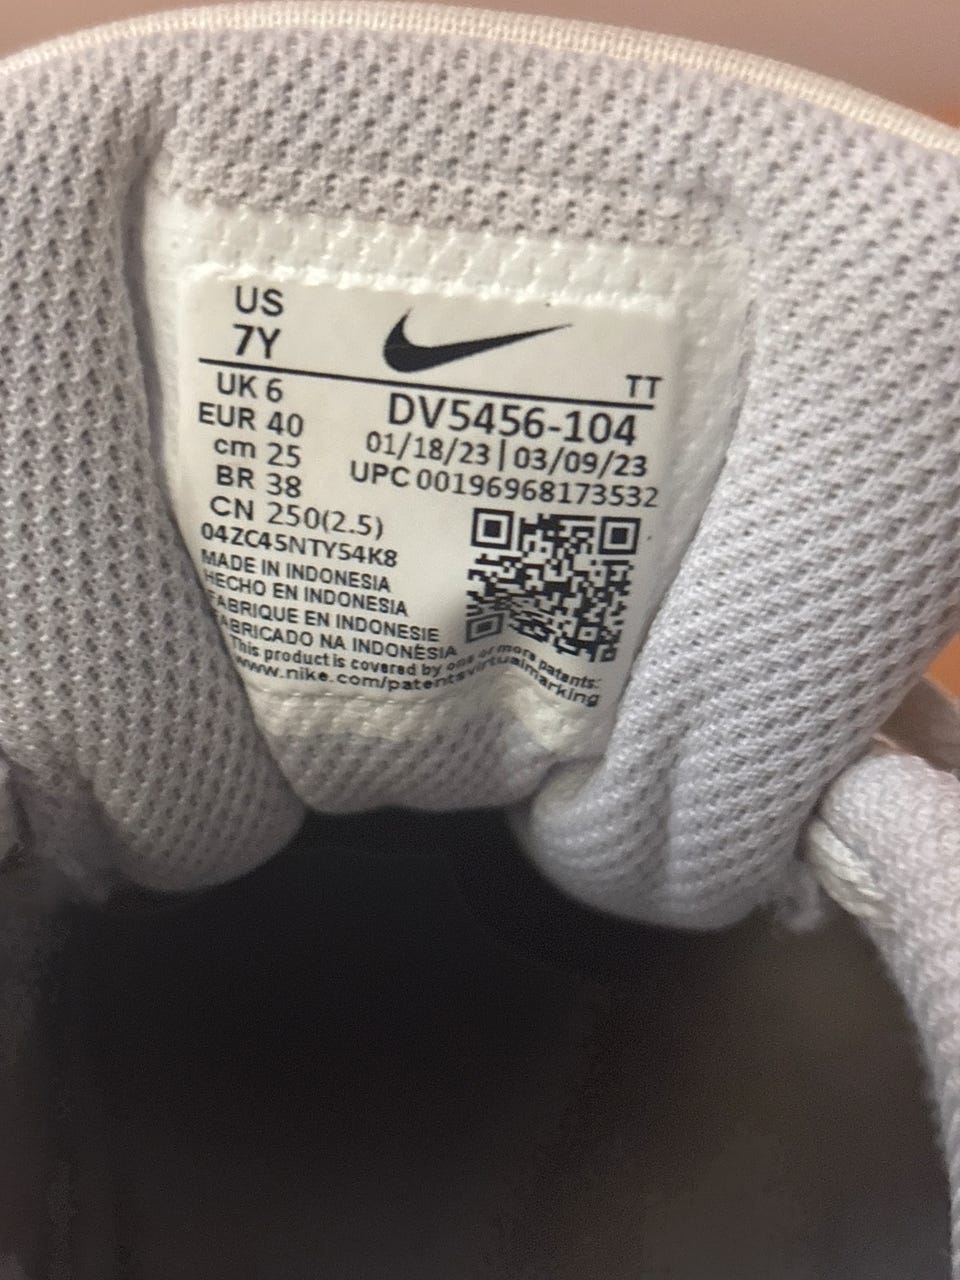 US
7Y
TT
UK 6
EUR 40
cm 25
BR 38
CN 250(2.5)
04ZC45NTY54K8
DV5456-104
01/18/23 | 03/09/23
UPC 00196968173532
MADE IN INDONESIA
HECHO EN INDONESIA
FABRIQUE EN INDONESIE
FABRICADO NA INDONÉSIA
This product is covered by one or more patents:
www.nike.com/patentsvirtualmarking